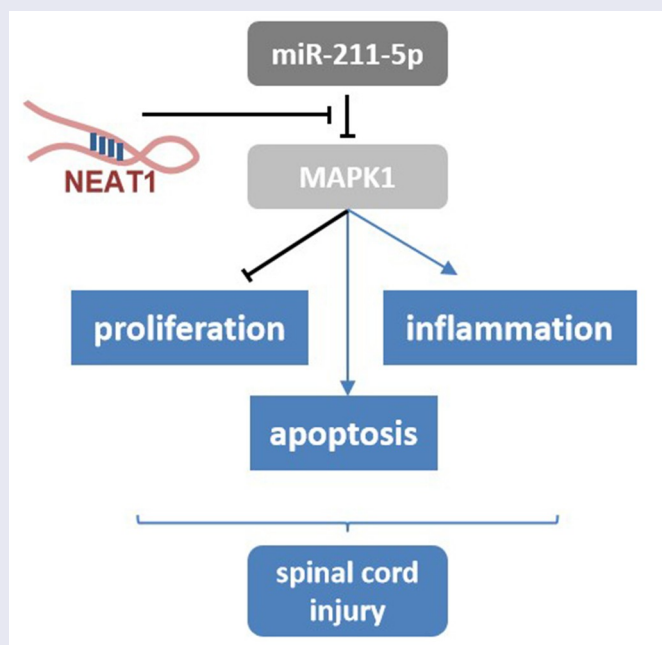 miR-211-5p
NEAT1
MAPK1
proliferation
inflammation
apoptosis
spinal cord
injury